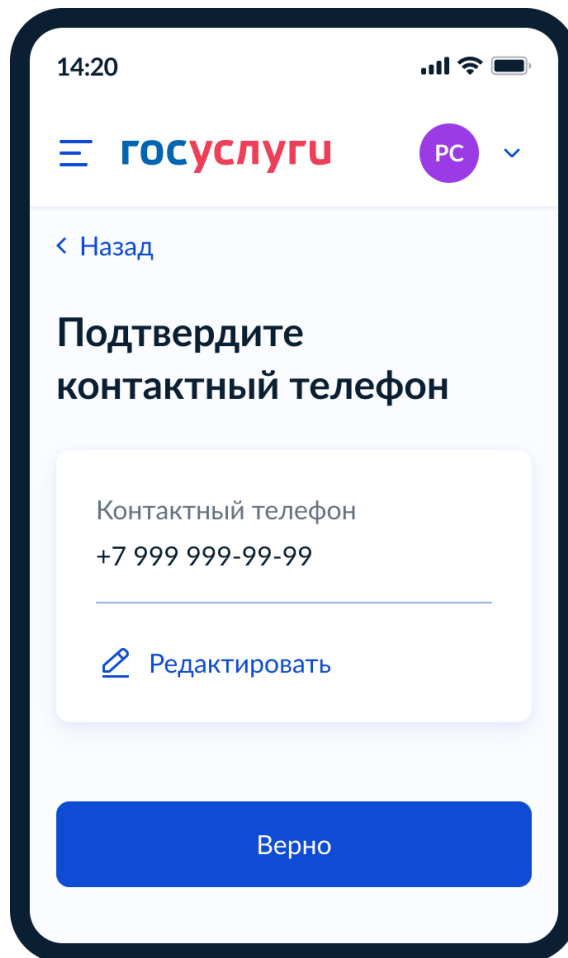 14:20
госуслуги
РС
Назад
Подтвердите
контактный телефон
Контактный телефон
+7 999 999-99-99
Редактировать
Верно